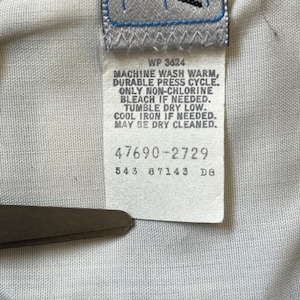 WP 3624
MACHINE WASH WARM,
DURABLE PRESS CYCLE.
ONLY NON-CHLORINE
BLEACH IF NEEDED.
TUMBLE DRY LOW.
COOL IRON IF NEEDED.
MAY BE DRY CLEANED.
47690-2729
543 87143 D8